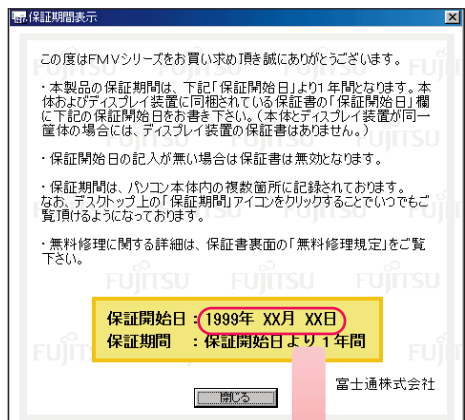 保証期間表示
この度はFMVシリーズをお買い求め頂き誠にありがとうございます。
・本製品の保証期間は、下記「保証開始日」より1年間となります。本
体およびディスプレイ装置に同梱されている保証書の「保証開始日」欄
に下記の保証開始日をお書き下さい。（本体とディスプレイ装置が同一
筐体の場合には、ディスプレイ装置の保証書はありません。）
・保証開始日の記入が無い場合は保証書は無効となります。
・保証期間は、パソコン本体内の複数箇所に記録されております。
なお、デスクトップ上の「保証期間」アイコンをクリックすることでいつでもご
覧頂けるようになっております。
・無料修理に関する詳細は、保証書裏面の「無料修理規定」をご覧
下さい。
保証開始日：1999年 XX月 XX日
保証期間　：保証開始日より１年間
富士通株式会社
閉じる
FUJITSU FUJITSU FUJITSU